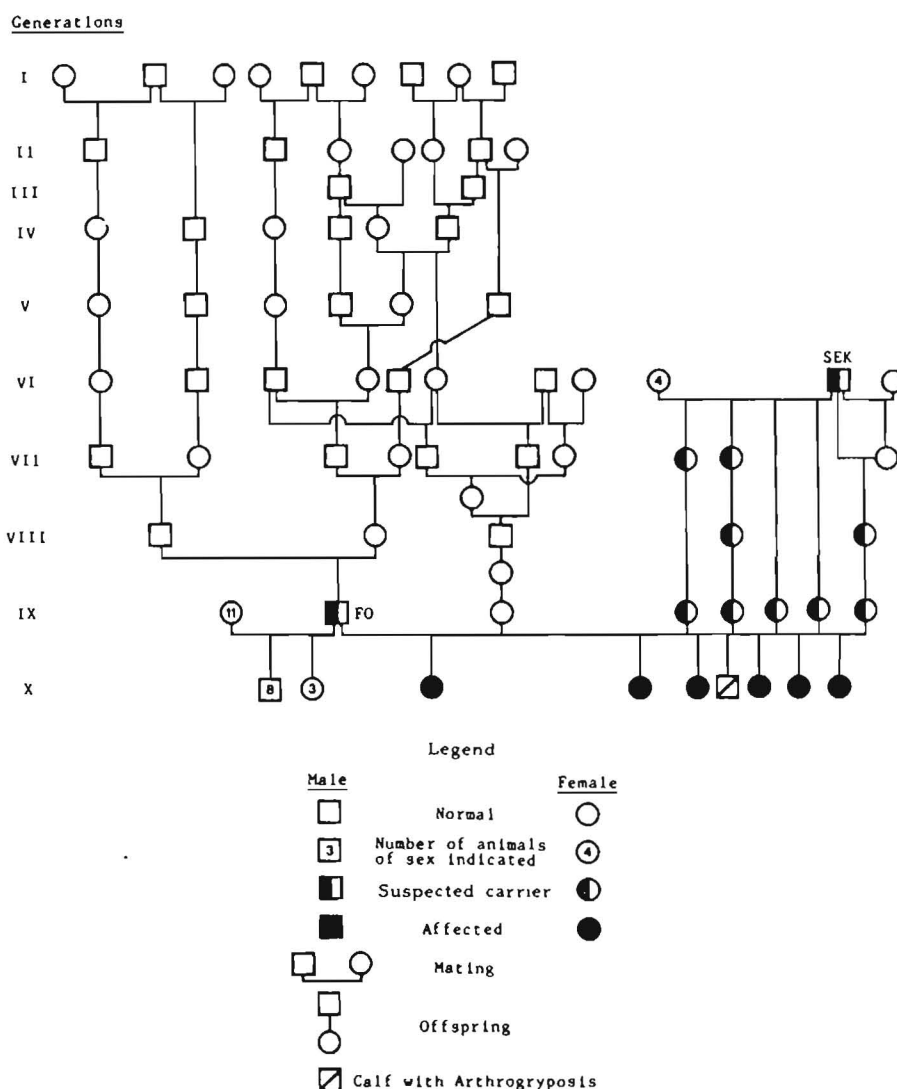 Generations
I
II
III
IV
V
VI
SEK
4
VII
VIII
IX
11
FO
X
8
3
Legend
Male
Female
Normal
3
Number of animals
of sex indicated
4
Suspected carrier
Affected
Mating
Offspring
Calf with Arthrogryposis